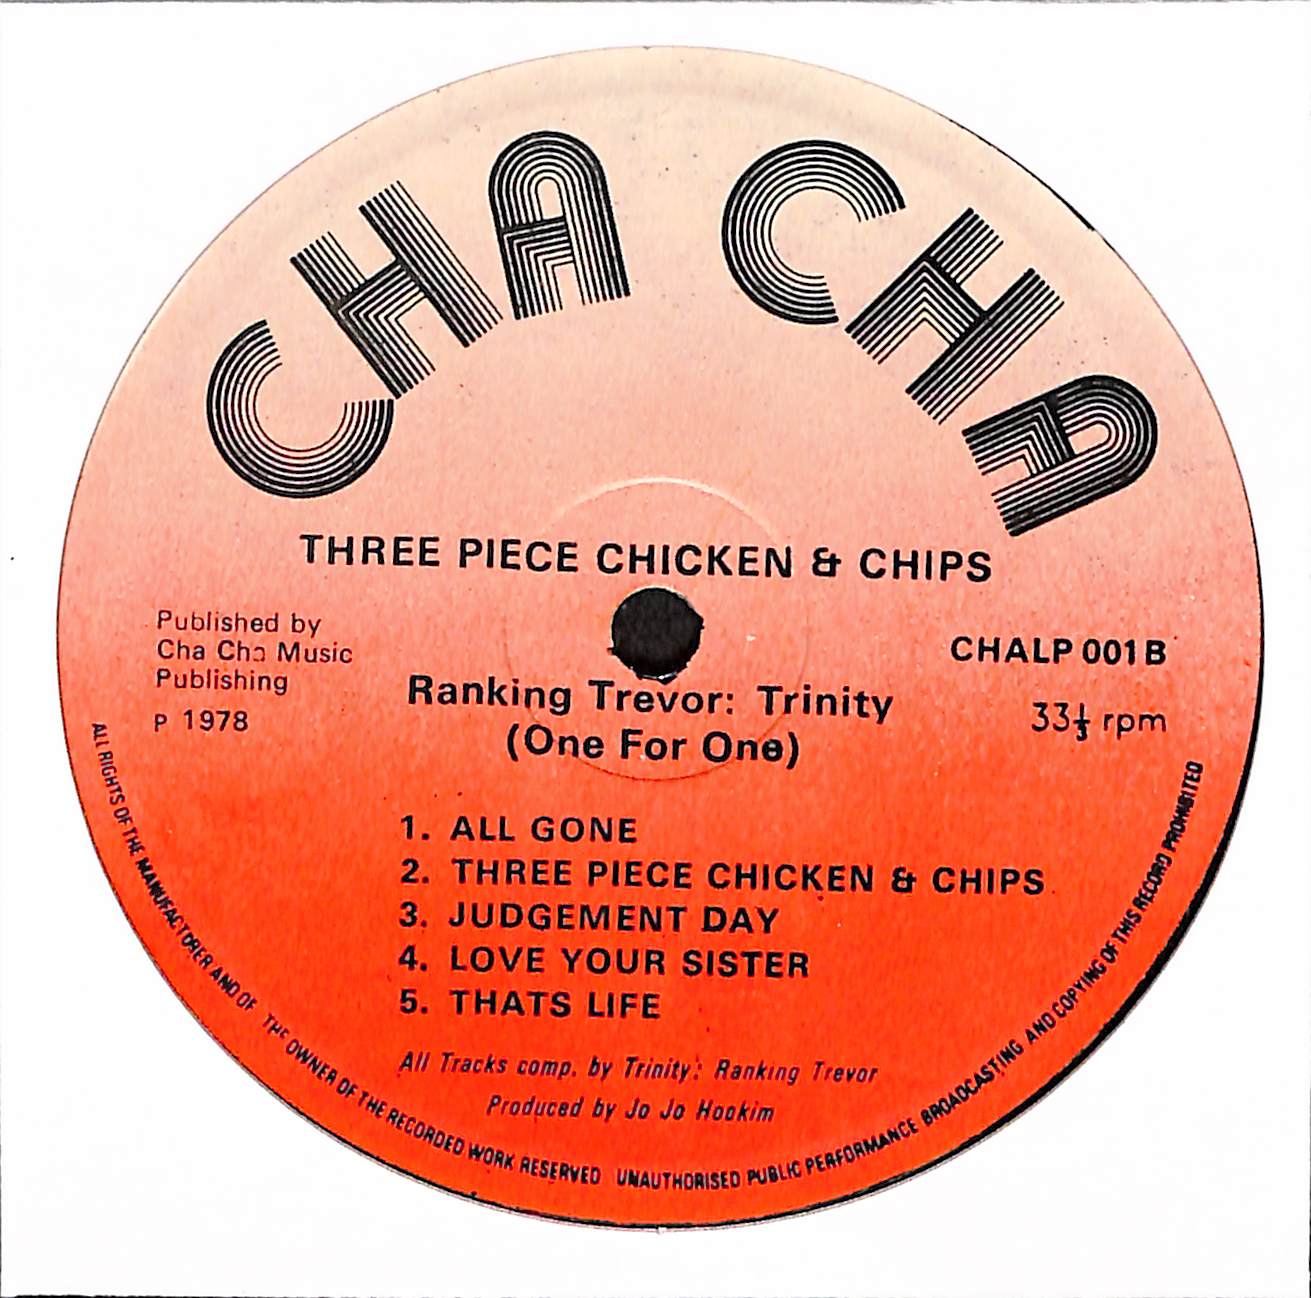 CHA CHA
THREE PIECE CHICKEN & CHIPS
Published by
Cha Cha Music
Publishing
P 1978
CHALP 001 B
33⅓ rpm
Ranking Trevor: Trinity
(One For One)
1. ALL GONE
2. THREE PIECE CHICKEN & CHIPS
3. JUDGEMENT DAY
4. LOVE YOUR SISTER
5. THATS LIFE
All Tracks comp. by Trinity: Ranking Trevor
Produced by Jo Jo Hookim
ALL RIGHTS OF THE MANUFACTORER AND OF THE OWNER OF THE RECORDED WORK RESERVED UNAUTHORISED PUBLIC PERFORMANCE BROADCASTING AND COPYING OF THIS RECORD PROHIBITED